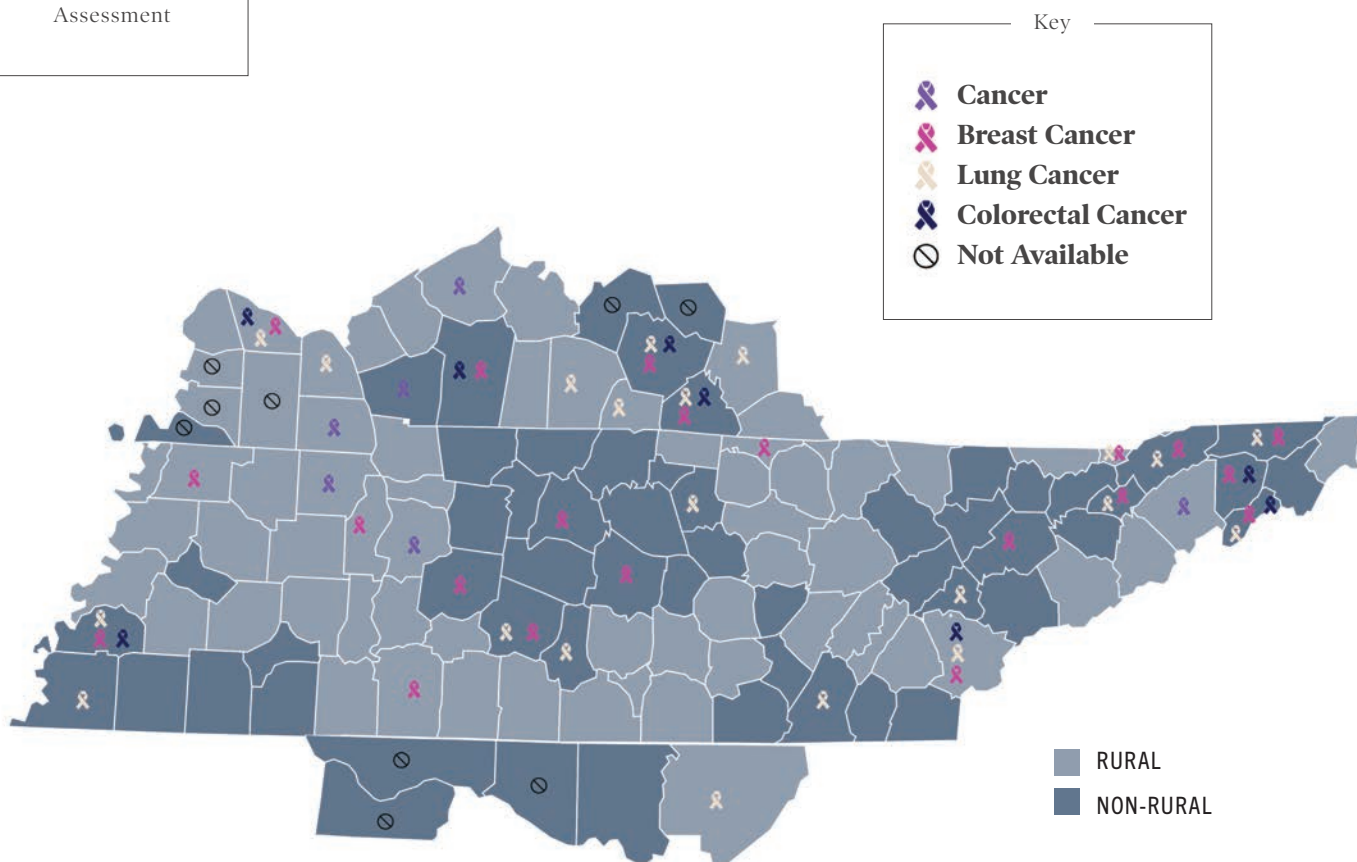 Assessment
Key
Cancer
Breast Cancer
Lung Cancer
Colorectal Cancer
Not Available
RURAL
NON-RURAL